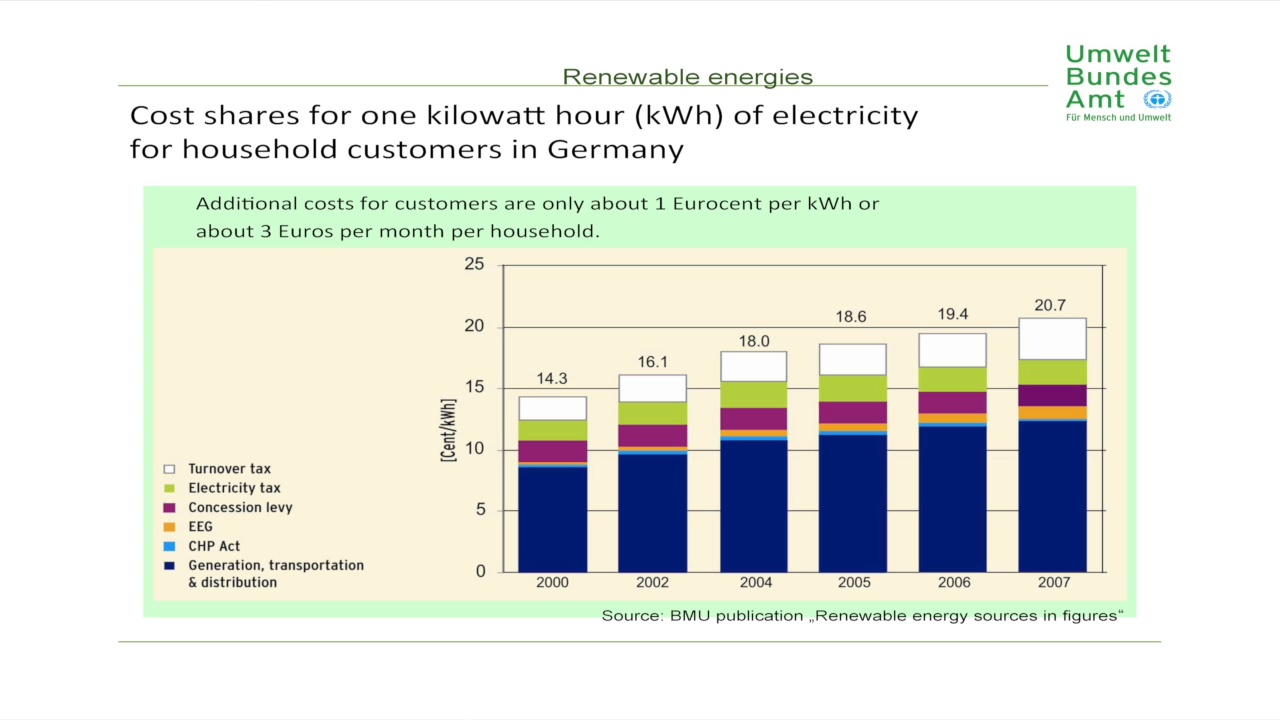 Renewable energies
Umwelt
Bundes
Amt
Für Mensch und Umwelt
Cost shares for one kilowatt hour (kWh) of electricity
for household customers in Germany
Additional costs for customers are only about 1 Eurocent per kWh or
about 3 Euros per month per household.
25
20
15
10
5
0
[Cent/kWh]
14.3
16.1
18.0
18.6
19.4
20.7
2000
2002
2004
2005
2006
2007
Turnover tax
Electricity tax
Concession levy
EEG
CHP Act
Generation, transportation
& distribution
Source: BMU publication „Renewable energy sources in figures“